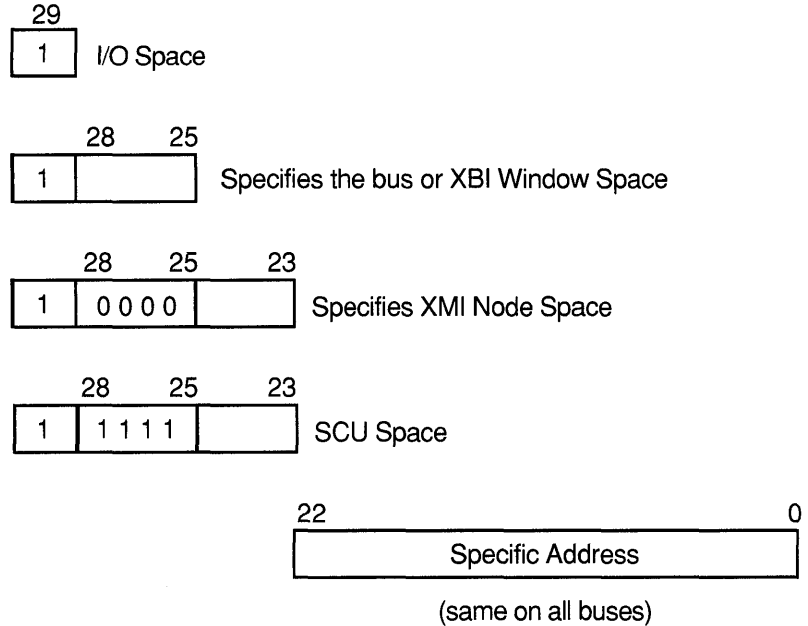 29
1 I/O Space
28 25
1 Specifies the bus or XBI Window Space
28 25 23
1 0 0 0 0 Specifies XMI Node Space
28 25 23
1 1 1 1 1 SCU Space
22 0
Specific Address
(same on all buses)